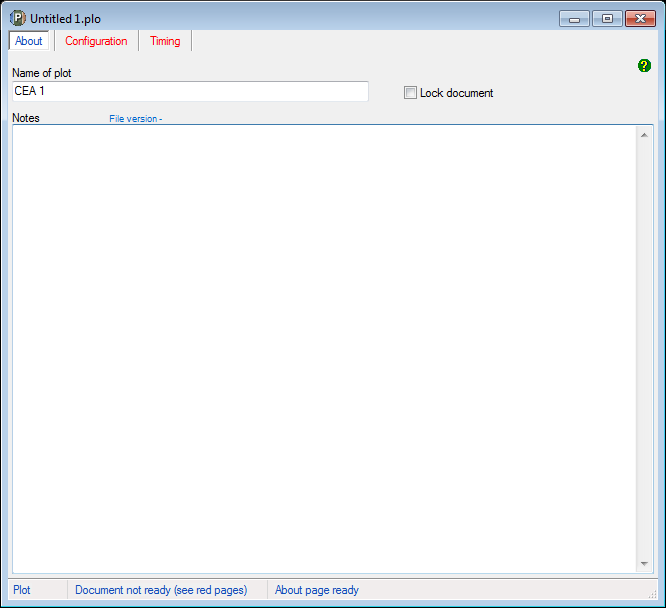 P Untitled 1.plo
About Configuration Timing
?
Name of plot
CEA 1
Lock document
Notes File version -
Plot Document not ready (see red pages) About page ready